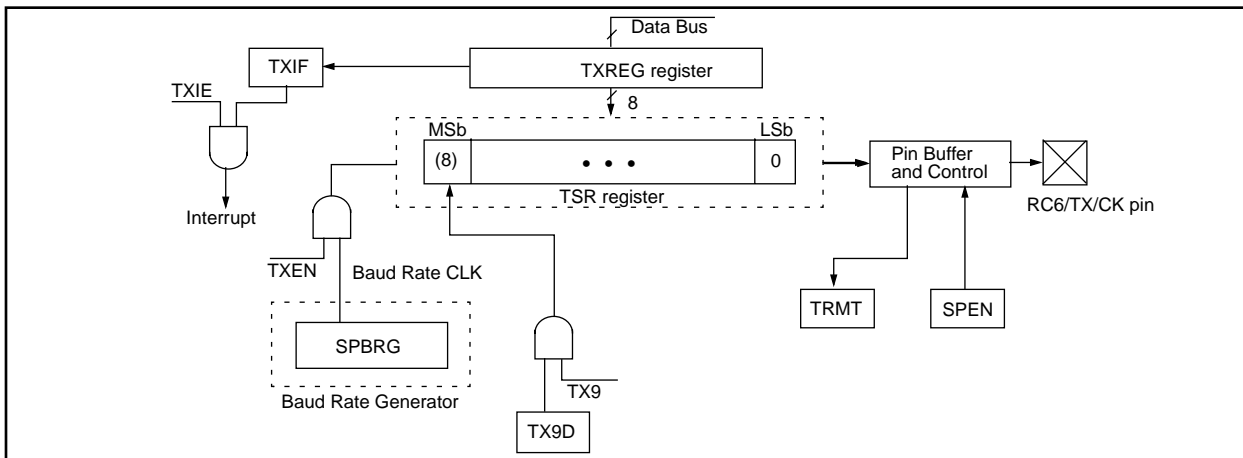 Data Bus
TXIF
TXREG register
TXIE
8
MSb
LSb
(8)
• • •
0
Pin Buffer
and Control
TSR register
Interrupt
RC6/TX/CK pin
TXEN
Baud Rate CLK
TRMT
SPEN
SPBRG
TX9
Baud Rate Generator
TX9D